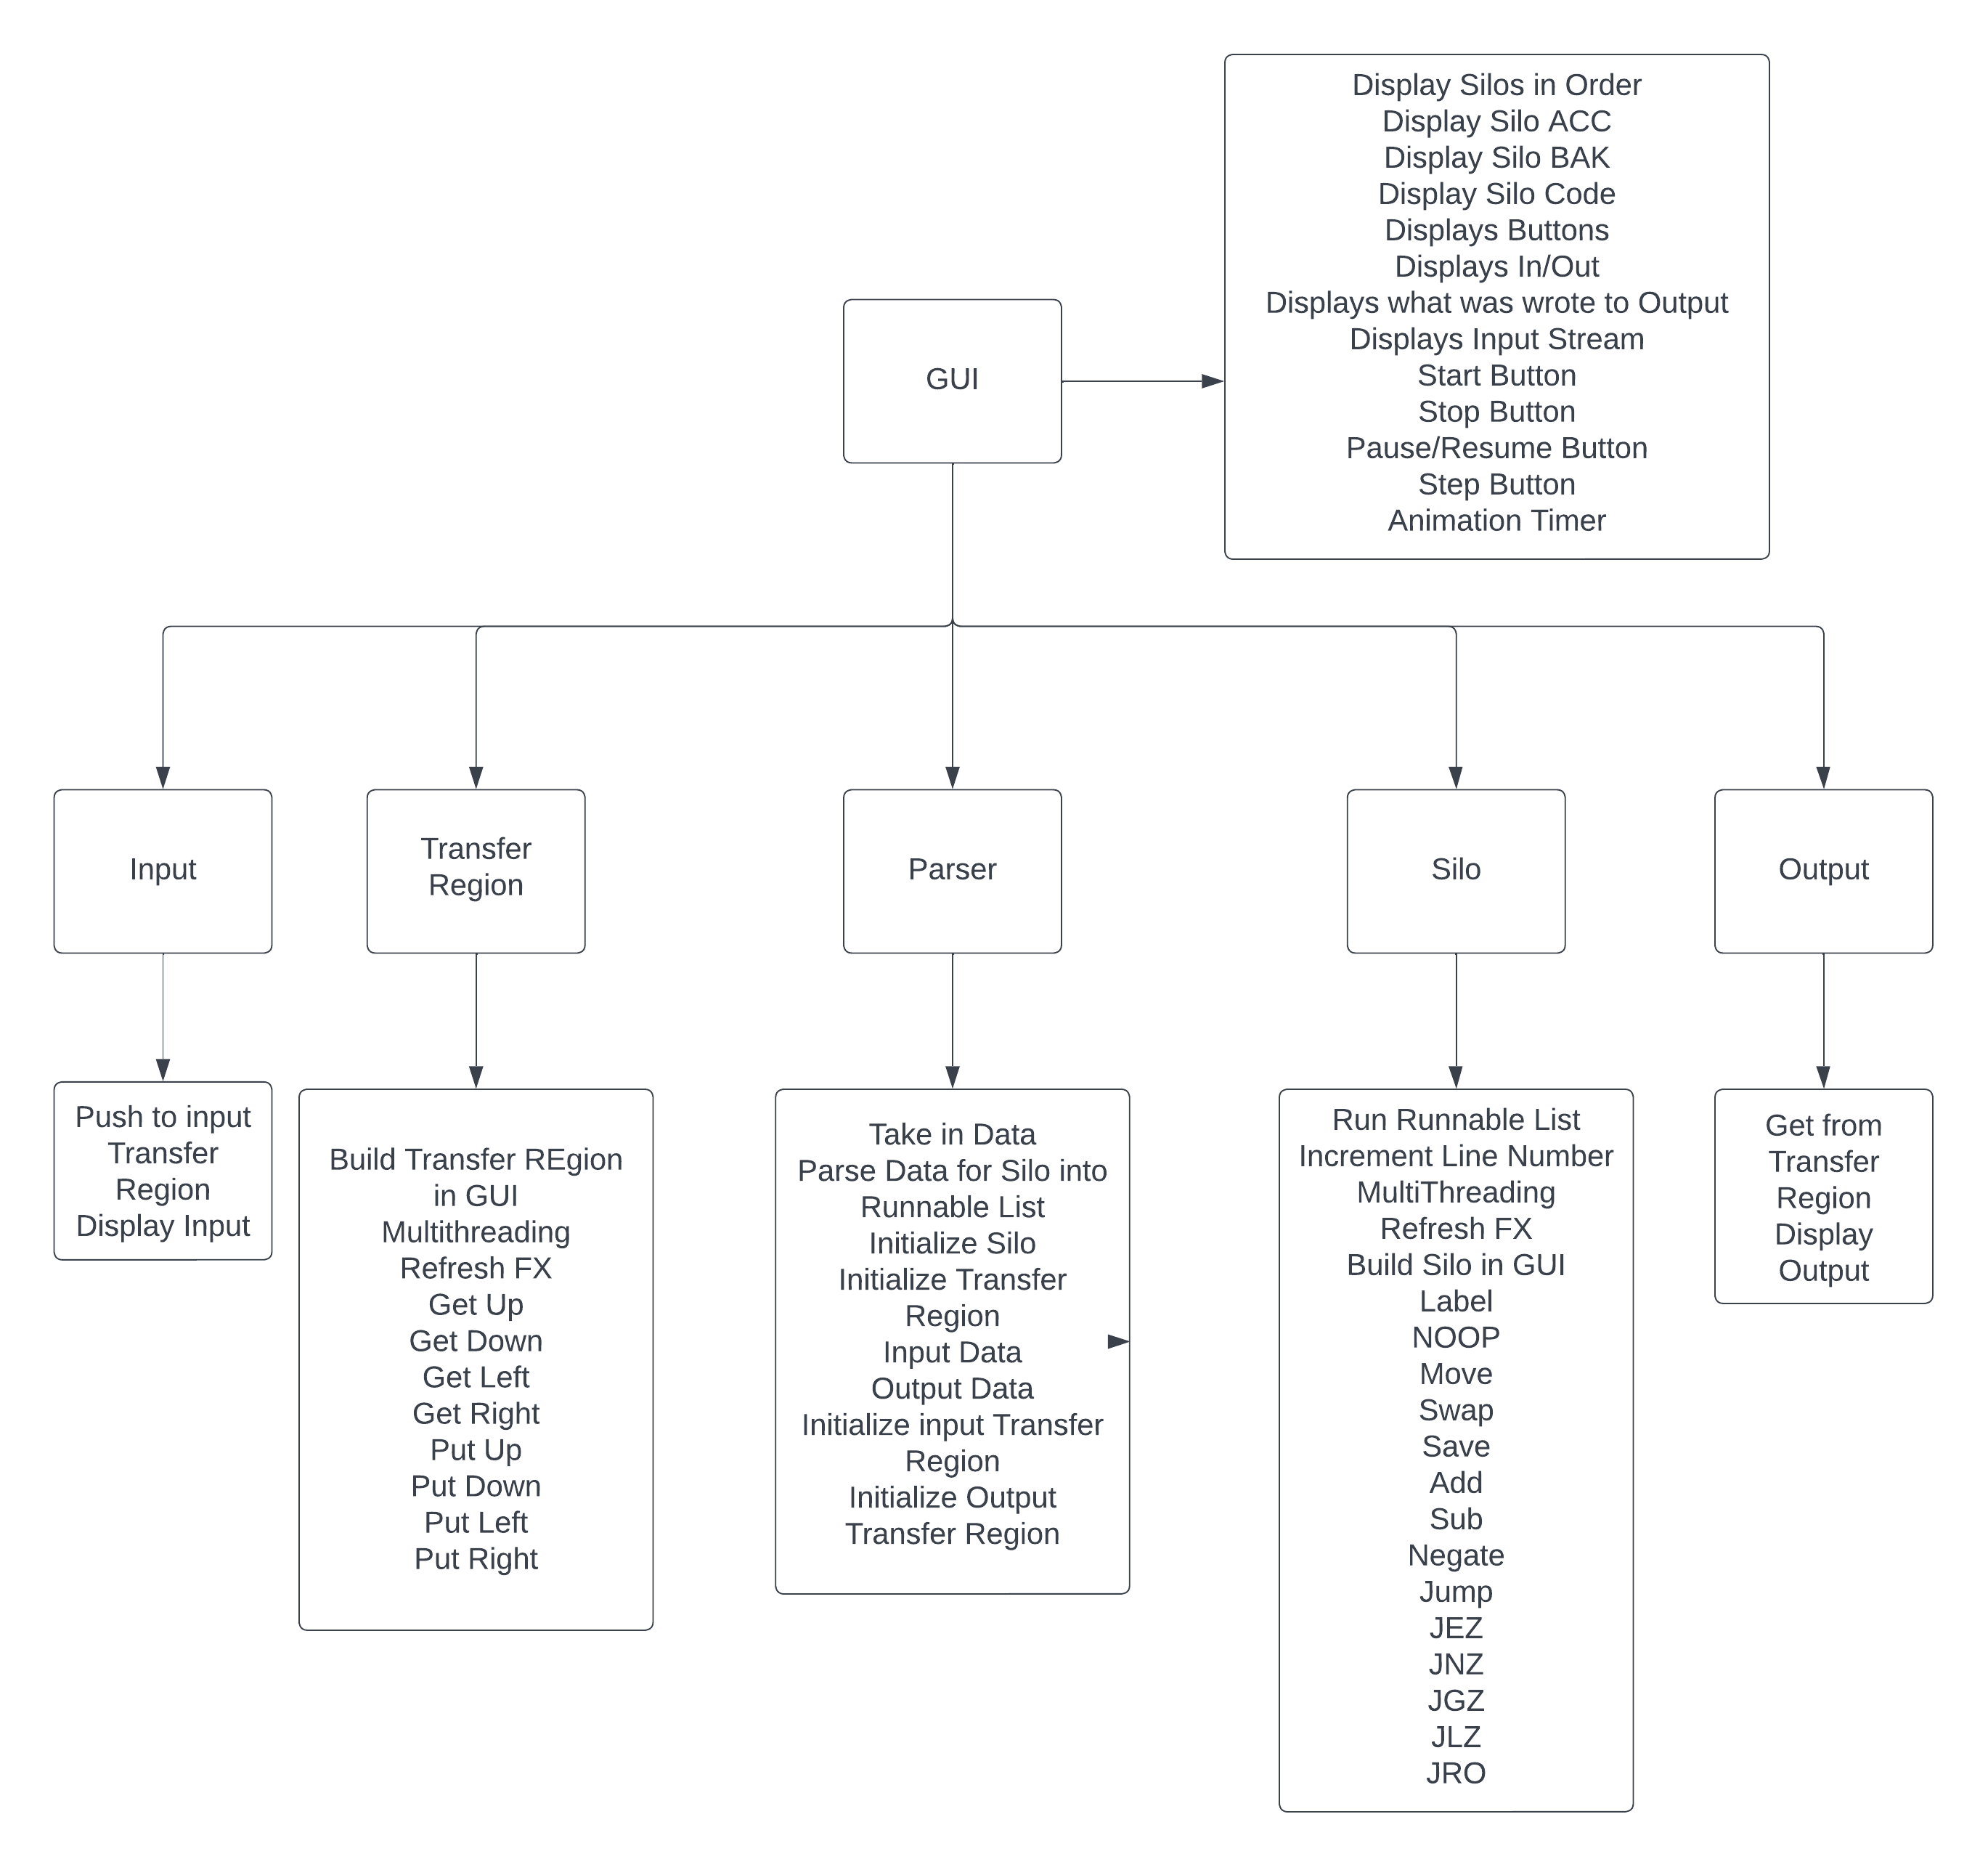 Display Silos in Order
Display Silo ACC
Display Silo BAK
Display Silo Code
Displays Buttons
Displays In/Out
Displays what was wrote to Output
Displays Input Stream
Start Button
Stop Button
Pause/Resume Button
Step Button
Animation Timer
GUI
Input
Transfer
Region
Parser
Silo
Output
Push to input
Transfer
Region
Display Input
Build Transfer REgion
in GUI
Multithreading
Refresh FX
Get Up
Get Down
Get Left
Get Right
Put Up
Put Down
Put Left
Put Right
Take in Data
Parse Data for Silo into
Runnable List
Initialize Silo
Initialize Transfer
Region
Input Data
Output Data
Initialize input Transfer
Region
Initialize Output
Transfer Region
Run Runnable List
Increment Line Number
MultiThreading
Refresh FX
Build Silo in GUI
Label
NOOP
Move
Swap
Save
Add
Sub
Negate
Jump
JEZ
JNZ
JGZ
JLZ
JRO
Get from
Transfer
Region
Display
Output